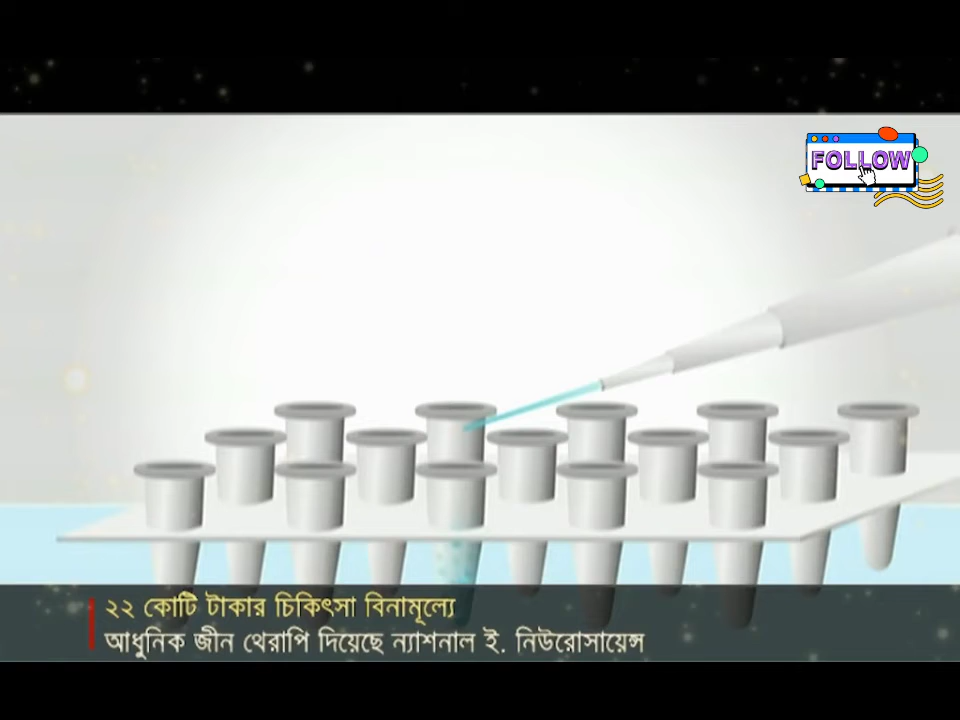 FOLLOW
২২ কোটি টাকার চিকিৎসা বিনামূল্যে
আধুনিক জীন থেরাপি দিয়েছে ন্যাশনাল ই. নিউরোসায়েন্স